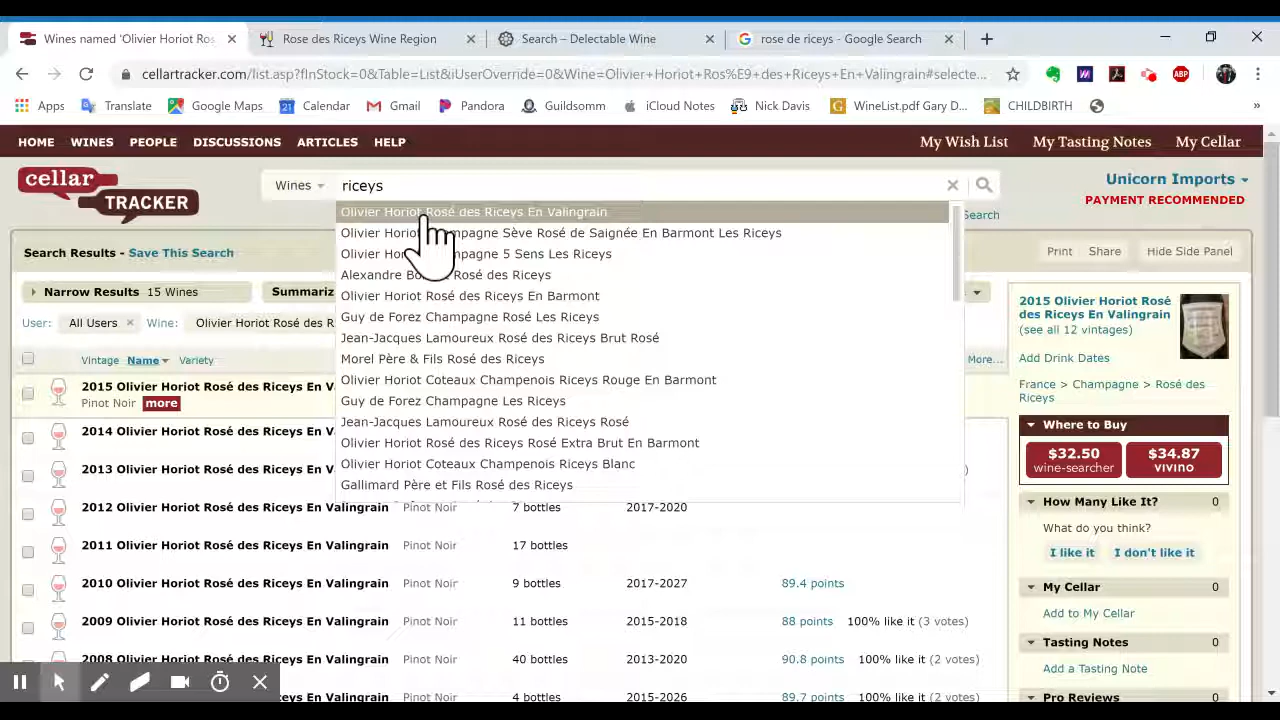 Wines named 'Olivier Horiot Ros
Rose des Riceys Wine Region
Search – Delectable Wine
rose de riceys - Google Search
cellartracker.com/list.asp?fInStock=0&Table=List&iUserOverride=0&Wine=Olivier+Horiot+Ros%E9+des+Riceys+En+Valingrain#selecte...
Apps
Translate
Google Maps
Calendar
Gmail
Pandora
Guildsomm
iCloud Notes
Nick Davis
WineList.pdf Gary D...
CHILDBIRTH
»
HOME WINES PEOPLE DISCUSSIONS ARTICLES HELP
My Wish List My Tasting Notes My Cellar
cellar
TRACKER
Wines riceys
Unicorn Imports
PAYMENT RECOMMENDED
Search
Olivier Horiot Rosé des Riceys En Valingrain
Olivier Horio mpagne Sève Rosé de Saignée En Barmont Les Riceys
Olivier Ho mpagne 5 Sens Les Riceys
Alexandre Bo Rosé des Riceys
Olivier Horiot Rosé des Riceys En Barmont
Guy de Forez Champagne Rosé Les Riceys
Jean-Jacques Lamoureux Rosé des Riceys Brut Rosé
Morel Père & Fils Rosé des Riceys
Olivier Horiot Coteaux Champenois Riceys Rouge En Barmont
Guy de Forez Champagne Les Riceys
Jean-Jacques Lamoureux Rosé des Riceys Rosé
Olivier Horiot Rosé des Riceys Rosé Extra Brut En Barmont
Olivier Horiot Coteaux Champenois Riceys Blanc
Gallimard Père et Fils Rosé des Riceys
Search Results - Save This Search
Print Share Hide Side Panel
Narrow Results 15 Wines
Summariz
User: All Users × Wine: Olivier Horiot Rosé des R
Vintage Name Variety
More...
2015 Olivier Horiot Rosé des Riceys En V
Pinot Noir more
2014 Olivier Horiot Rosé des Riceys En V
2013 Olivier Horiot Rosé des Riceys En V
2012 Olivier Horiot Rosé des Riceys En Valingrain Pinot Noir 7 bottles 2017-2020
2011 Olivier Horiot Rosé des Riceys En Valingrain Pinot Noir 17 bottles
2010 Olivier Horiot Rosé des Riceys En Valingrain Pinot Noir 9 bottles 2017-2027 89.4 points
2009 Olivier Horiot Rosé des Riceys En Valingrain Pinot Noir 11 bottles 2015-2018 88 points 100% like it (3 votes)
2008 Olivier Horiot Rosé des Riceys En Valingrain Pinot Noir 40 bottles 2013-2020 90.8 points 100% like it (2 votes)
Olivier Horiot Rosé des Riceys En Valingrain Pinot Noir 4 bottles 2015-2026 89.7 points 100% like it (2 votes)
2015 Olivier Horiot Rosé
des Riceys En Valingrain
(see all 12 vintages)
Add Drink Dates
France > Champagne > Rosé des
Riceys
Where to Buy
$32.50
wine-searcher
$34.87
VIVINO
How Many Like It? 0
What do you think?
I like it I don't like it
My Cellar 0
Add to My Cellar
Tasting Notes 0
Add a Tasting Note
Pro Reviews 0